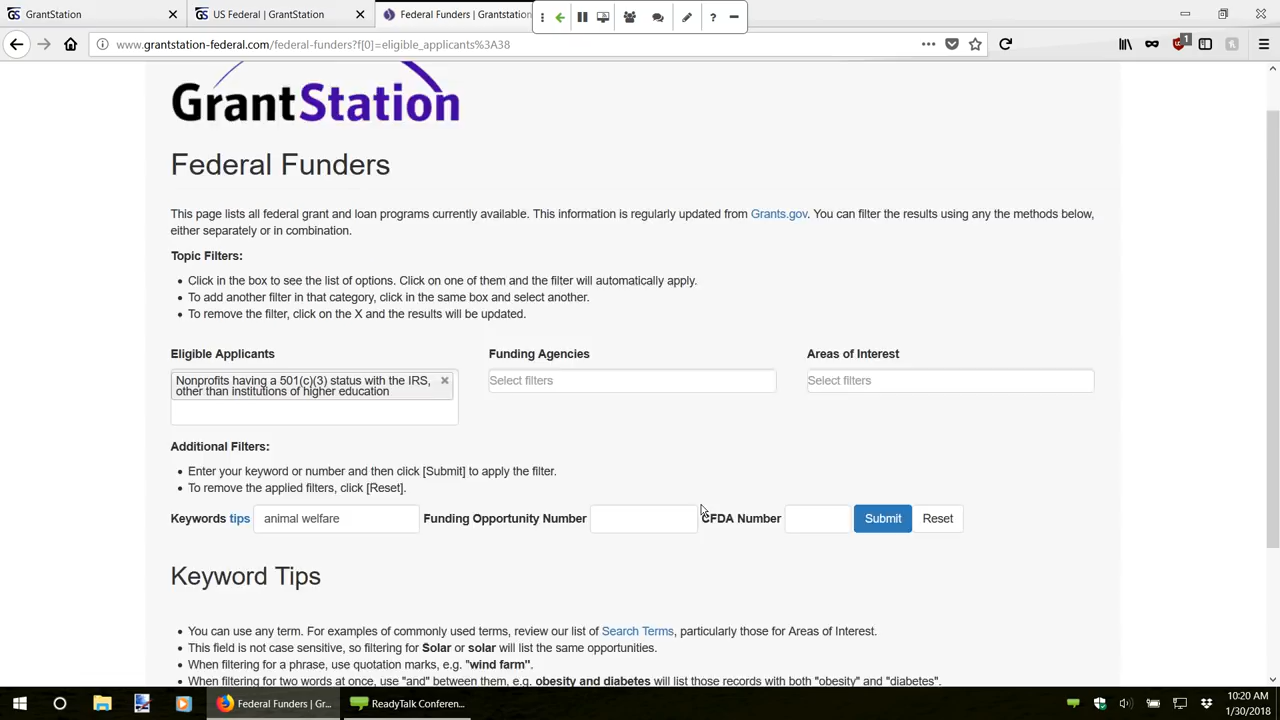 GrantStation
US Federal | GrantStation
Federal Funders | Grantstation
www.grantstation-federal.com/federal-funders?f[0]=eligible_applicants%3A38
1
GrantStation
Federal Funders
This page lists all federal grant and loan programs currently available. This information is regularly updated from Grants.gov. You can filter the results using any the methods below,
either separately or in combination.
Topic Filters:
Click in the box to see the list of options. Click on one of them and the filter will automatically apply.
To add another filter in that category, click in the same box and select another.
To remove the filter, click on the X and the results will be updated.
Eligible Applicants Funding Agencies Areas of Interest
Nonprofits having a 501(c)(3) status with the IRS,
other than institutions of higher education
Select filters Select filters
Additional Filters:
Enter your keyword or number and then click [Submit] to apply the filter.
To remove the applied filters, click [Reset].
Keywords tips animal welfare Funding Opportunity Number CFDA Number Submit Reset
Keyword Tips
You can use any term. For examples of commonly used terms, review our list of Search Terms, particularly those for Areas of Interest.
This field is not case sensitive, so filtering for Solar or solar will list the same opportunities.
When filtering for a phrase, use quotation marks, e.g. "wind farm".
When filtering for two words at once, use "and" between them, e.g. obesity and diabetes will list those records with both "obesity" and "diabetes".
Federal Funders | Gr... ReadyTalk Conferen... 10:20 AM
1/30/2018